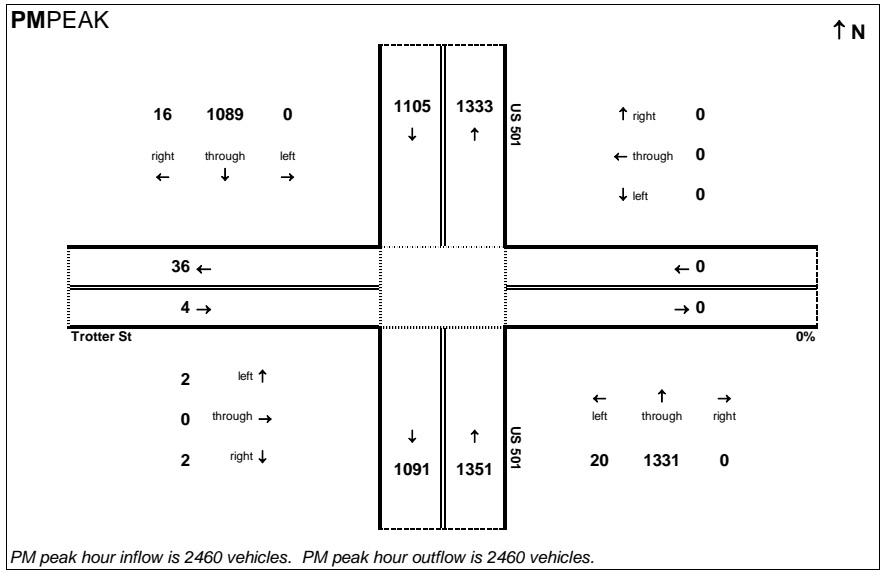 PMPEAK
↑ N
16 1089 0
right through left
← ↓ →
1105 1333
↓ ↑
US 501
↑ right 0
← through 0
↓ left 0
36 ←
4 →
← 0
→ 0
Trotter St
0%
2 left ↑
0 through →
2 right ↓
↓ ↑
1091 1351
US 501
← ↑ →
left through right
20 1331 0
PM peak hour inflow is 2460 vehicles. PM peak hour outflow is 2460 vehicles.